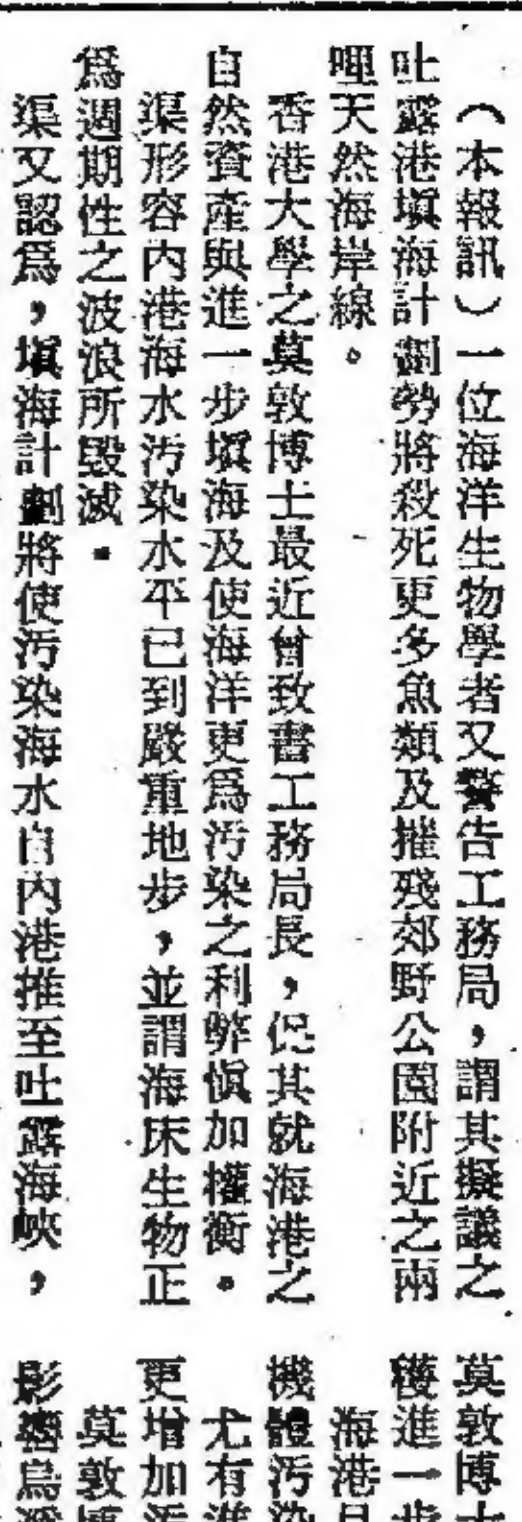 （本報訊）一位海洋生物學者又警告工務局，謂其擬議之
吐露港塡海計劃勢將殺死更多魚類及摧殘郊野公園附近之兩
哩天然海岸線。
香港大學之莫敦博士最近曾致書工務局長，促其就海港之
自然資產與進一步塡海及使海洋更爲污染之利弊愼加權衡。
渠形容內港海水污染水平已到嚴重地步，並謂海床生物正
爲週期性之波浪所毀滅。
渠又認爲，塡海計劃將使污染海水自內港推至吐露海峽，
莫敦博
獲進一步
海港
機體污染
尤有進
更增加
莫敦
影響